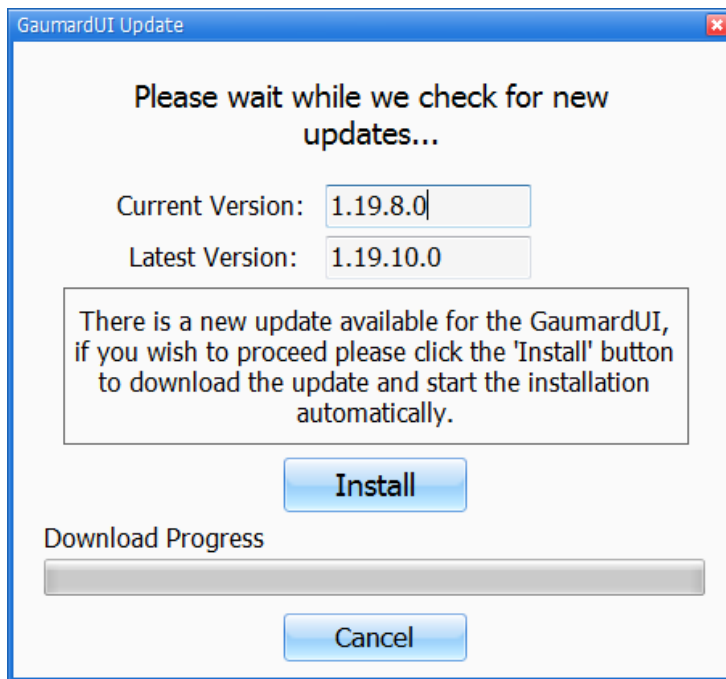 GaumardUI Update
Please wait while we check for new
updates...
Current Version: 1.19.8.0
Latest Version: 1.19.10.0
There is a new update available for the GaumardUI,
if you wish to proceed please click the 'Install' button
to download the update and start the installation
automatically.
Install
Download Progress
Cancel